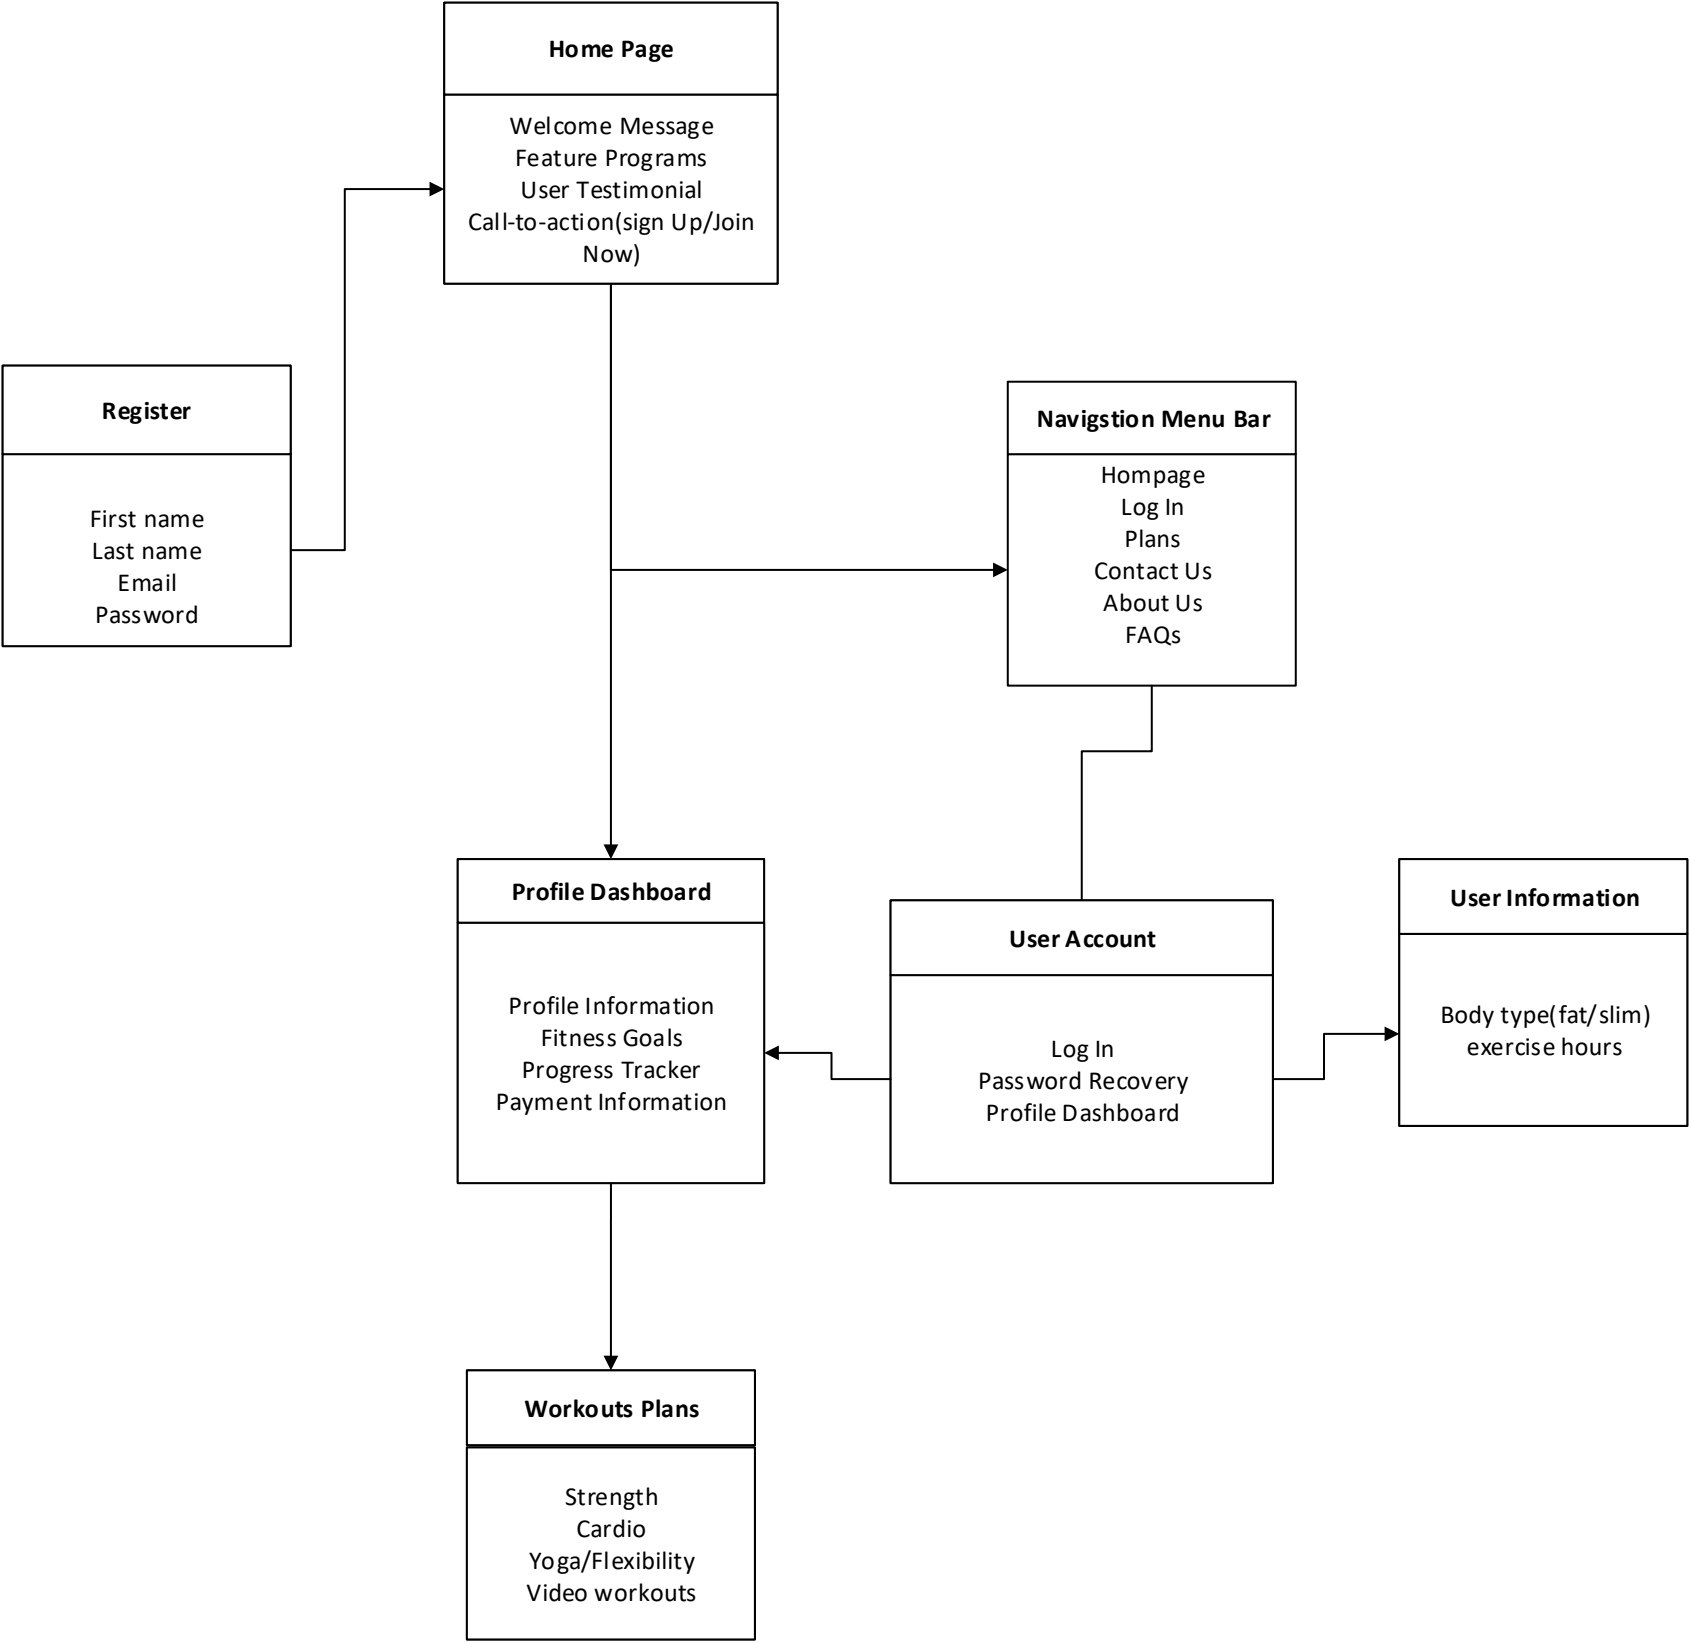 Home Page
Welcome Message
Feature Programs
User Testimonial
Call-to-action(sign Up/Join
Now)
Register
First name
Last name
Email
Password
Navigstion Menu Bar
Hompage
Log In
Plans
Contact Us
About Us
FAQs
Profile Dashboard
Profile Information
Fitness Goals
Progress Tracker
Payment Information
User Account
Log In
Password Recovery
Profile Dashboard
User Information
Body type(fat/slim)
exercise hours
Workouts Plans
Strength
Cardio
Yoga/Flexibility
Video workouts